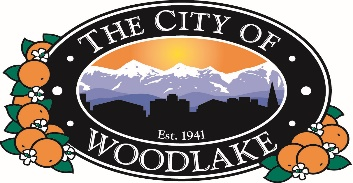 THE CITY OF
Est. 1941
WOODLAKE